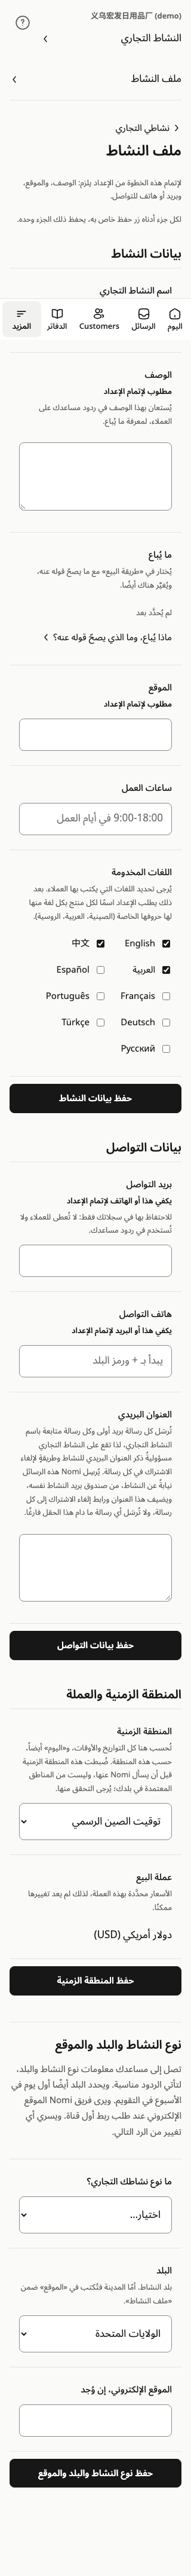 义乌宏发日用品厂 (demo)
النشاط التجاري
ملف النشاط
نشاطي التجاري
ملف النشاط
لإتمام هذه الخطوة من الإعداد يلزم: الوصف، والموقع،
وبريد أو هاتف للتواصل.
لكل جزء أدناه زر حفظ خاص به، يحفظ ذلك الجزء وحده.
بيانات النشاط
اسم النشاط التجاري
اليوم
الرسائل
Customers
الدفاتر
المزيد
الوصف
مطلوب لإتمام الإعداد
يُستعان بهذا الوصف في ردود مساعدك على
العملاء، لمعرفة ما يُباع.
ما يُباع
يُختار في «طريقة البيع» مع ما يصحّ قوله عنه،
ويُغيَّر هناك أيضًا.
لم يُحدَّد بعد
ماذا يُباع، وما الذي يصحّ قوله عنه؟
الموقع
مطلوب لإتمام الإعداد
ساعات العمل
9:00-18:00 في أيام العمل
اللغات المخدومة
يُرجى تحديد اللغات التي يكتب بها العملاء. بعد
ذلك يطلب الإعداد اسمًا لكل منتج بكل لغة منها
لها حروفها الخاصة (الصينية، العربية، الروسية).
English
中文
العربية
Español
Français
Português
Deutsch
Türkçe
Русский
حفظ بيانات النشاط
بيانات التواصل
بريد التواصل
يكفي هذا أو الهاتف لإتمام الإعداد
للاحتفاظ بها في سجلاتك فقط: لا تُعطى للعملاء ولا
تُستخدم في ردود مساعدك.
هاتف التواصل
يكفي هذا أو البريد لإتمام الإعداد
يبدأ بـ + ورمز البلد
العنوان البريدي
تُرسَل كل رسالة بريد أولى وكل رسالة متابعة باسم
النشاط التجاري، لذا تقع على النشاط التجاري
مسؤولية ذكر العنوان البريدي للنشاط وطريقةٍ لإلغاء
الاشتراك في كل رسالة. يُرسِل Nomi هذه الرسائل
نيابةً عن النشاط، من صندوق بريد النشاط نفسه،
ويضيف هذا العنوان ورابط إلغاء الاشتراك إلى كل
رسالة، ولا تُرسَل أي رسالة ما دام هذا الحقل فارغًا.
حفظ بيانات التواصل
المنطقة الزمنية والعملة
المنطقة الزمنية
تُحسب هنا كل التواريخ والأوقات، و«اليوم» أيضاً،
حسب هذه المنطقة. ضُبطت هذه المنطقة الزمنية
قبل أن يسأل Nomi عنها، وليست من المناطق
المعتمدة في بلدك؛ يُرجى التحقق منها.
توقيت الصين الرسمي
عملة البيع
الأسعار محدَّدة بهذه العملة، لذلك لم يعد تغييرها
ممكنًا.
دولار أمريكي (USD)
حفظ المنطقة الزمنية
نوع النشاط والبلد والموقع
تصل إلى مساعدك معلومات نوع النشاط والبلد،
لتأتي الردود مناسبة. ويحدد البلد أيضًا أول يوم في
الأسبوع في التقويم. ويرى فريق Nomi الموقع
الإلكتروني عند طلب ربط أول قناة. ويسري أي
تغيير من الرد التالي.
ما نوع نشاطك التجاري؟
اختيار...
البلد
بلد النشاط. أمّا المدينة فتُكتب في «الموقع» ضمن
«ملف النشاط».
الولايات المتحدة
الموقع الإلكتروني، إن وُجد
حفظ نوع النشاط والبلد والموقع